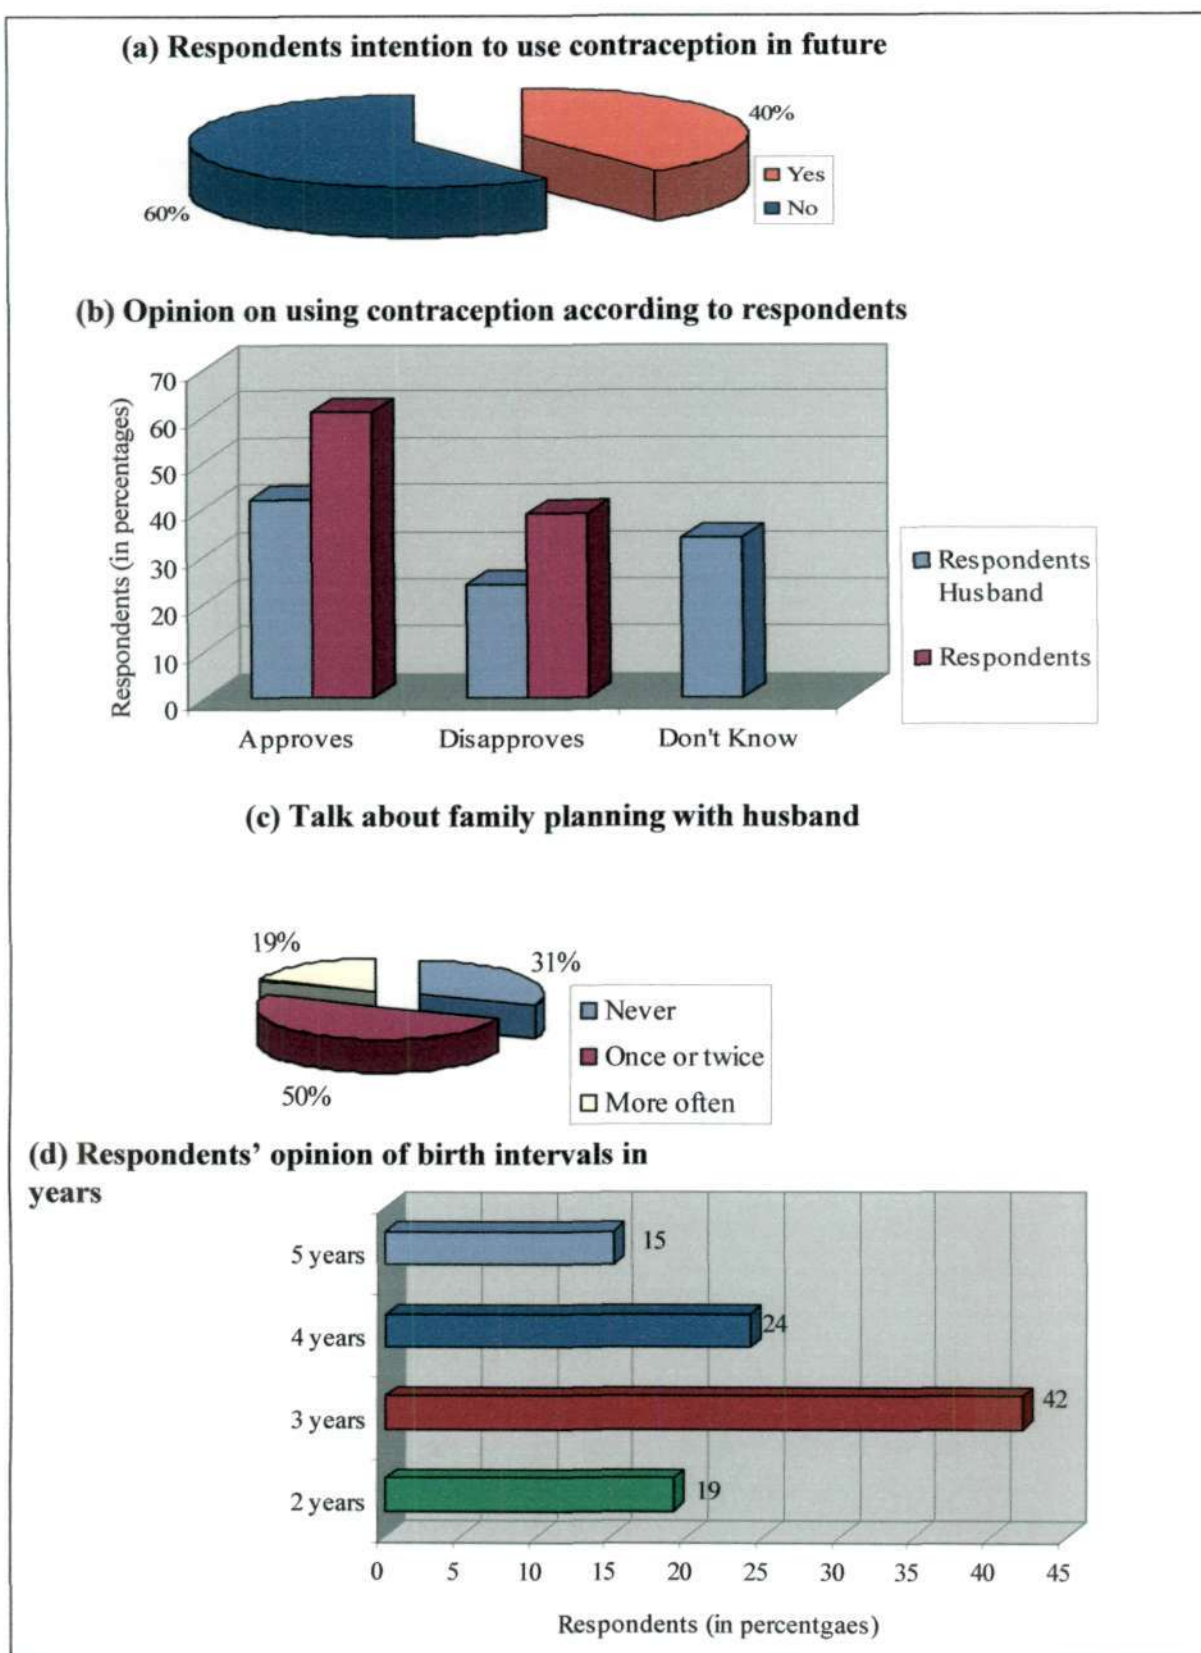 (a) Respondents intention to use contraception in future
40%
Yes
No
60%
(b) Opinion on using contraception according to respondents
Respondents (in percentages)
70
60
50
40
30
20
10
0
Approves
Disapproves
Don't Know
Respondents
Husband
Respondents
(c) Talk about family planning with husband
19%
31%
50%
Never
Once or twice
More often
(d) Respondents’ opinion of birth intervals in
years
5 years
15
4 years
24
3 years
42
2 years
19
0 5 10 15 20 25 30 35 40 45
Respondents (in percentgaes)